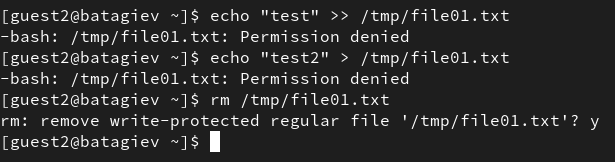 [guest2@batagiev ~]$ echo "test" >> /tmp/file01.txt
-bash: /tmp/file01.txt: Permission denied
[guest2@batagiev ~]$ echo "test2" > /tmp/file01.txt
-bash: /tmp/file01.txt: Permission denied
[guest2@batagiev ~]$ rm /tmp/file01.txt
rm: remove write-protected regular file '/tmp/file01.txt'? y
[guest2@batagiev ~]$